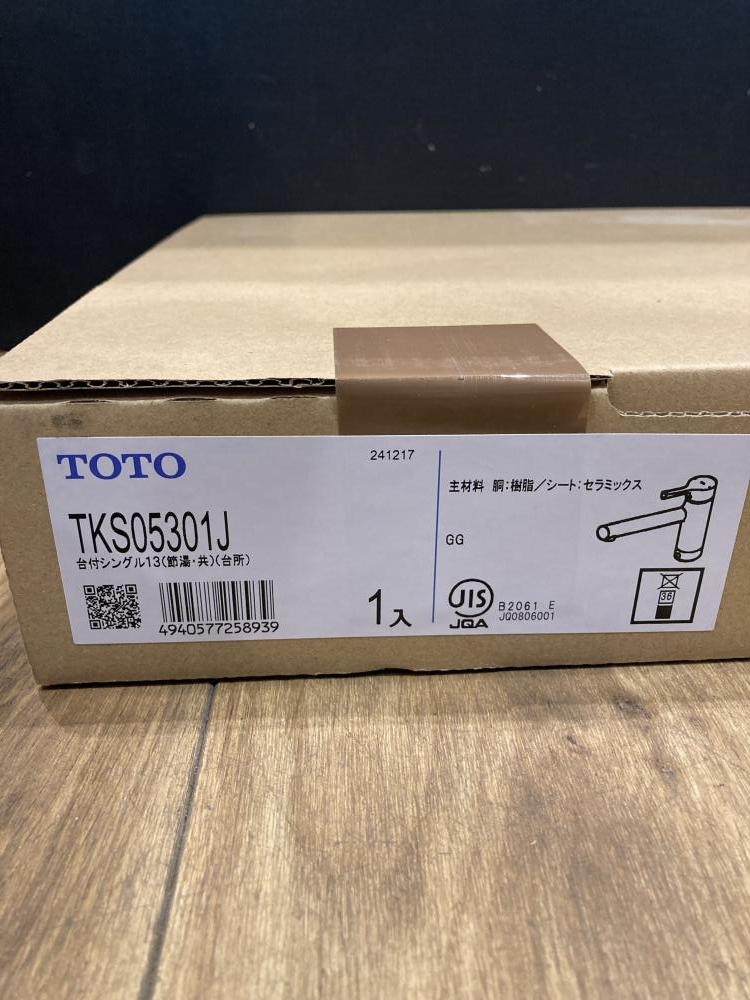 TOTO
241217
TKS05301J
台付シングル13(節湯・共)(台所)
4940577258939
1入
主材料 胴:樹脂/シート:セラミックス
GG
JIS
JQA
B2061 E
JQ0806001
36